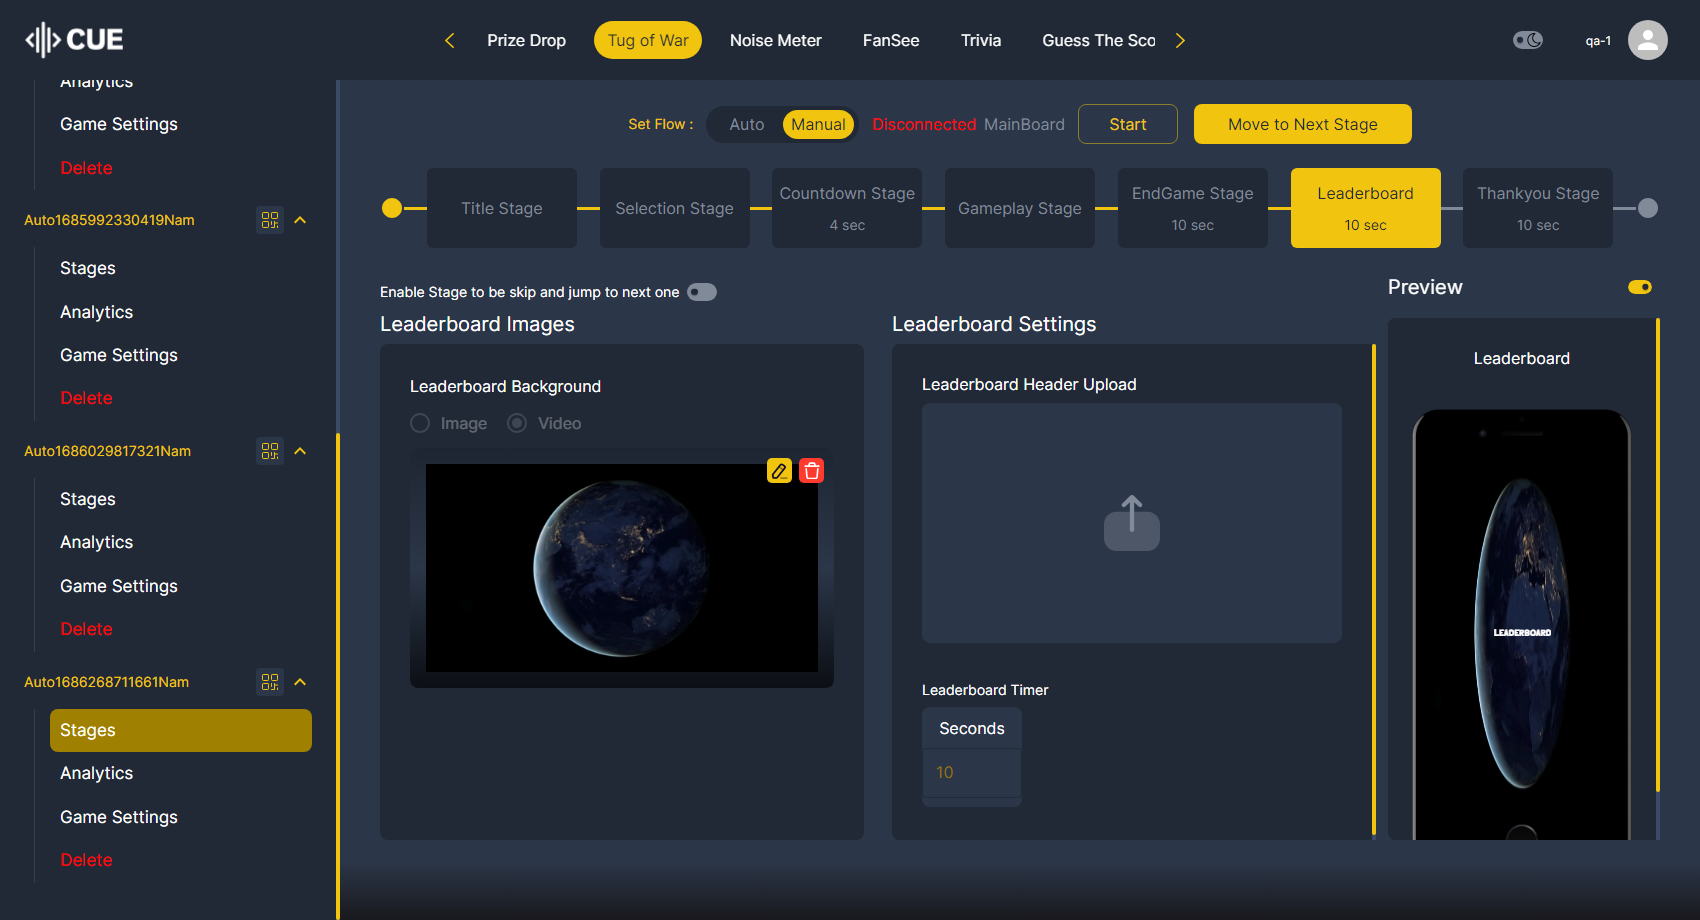 CUE
Prize Drop
Tug of War
Noise Meter
FanSee
Trivia
Guess The Sco
qa-1
Analytics
Game Settings
Delete
Auto1685992330419Nam
Stages
Analytics
Game Settings
Delete
Auto1686029817321Nam
Stages
Analytics
Game Settings
Delete
Auto1686268711661Nam
Stages
Analytics
Game Settings
Delete
Set Flow :
Auto
Manual
Disconnected MainBoard
Start
Move to Next Stage
Title Stage
Selection Stage
Countdown Stage
4 sec
Gameplay Stage
EndGame Stage
10 sec
Leaderboard
10 sec
Thankyou Stage
10 sec
Enable Stage to be skip and jump to next one
Leaderboard Images
Leaderboard Background
Image
Video
Leaderboard Settings
Leaderboard Header Upload
Leaderboard Timer
Seconds
10
Preview
Leaderboard
LEADERBOARD